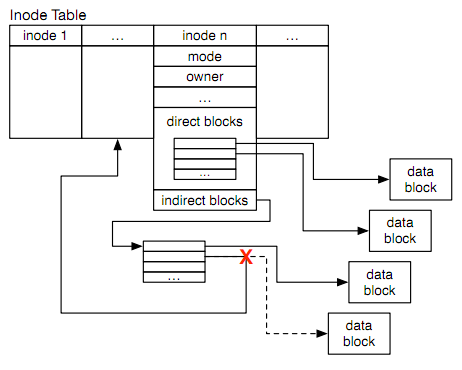 Inode Table
inode 1
...
inode n
...
mode
owner
...
direct blocks
...
indirect blocks
...
X
data
block
data
block
data
block
data
block